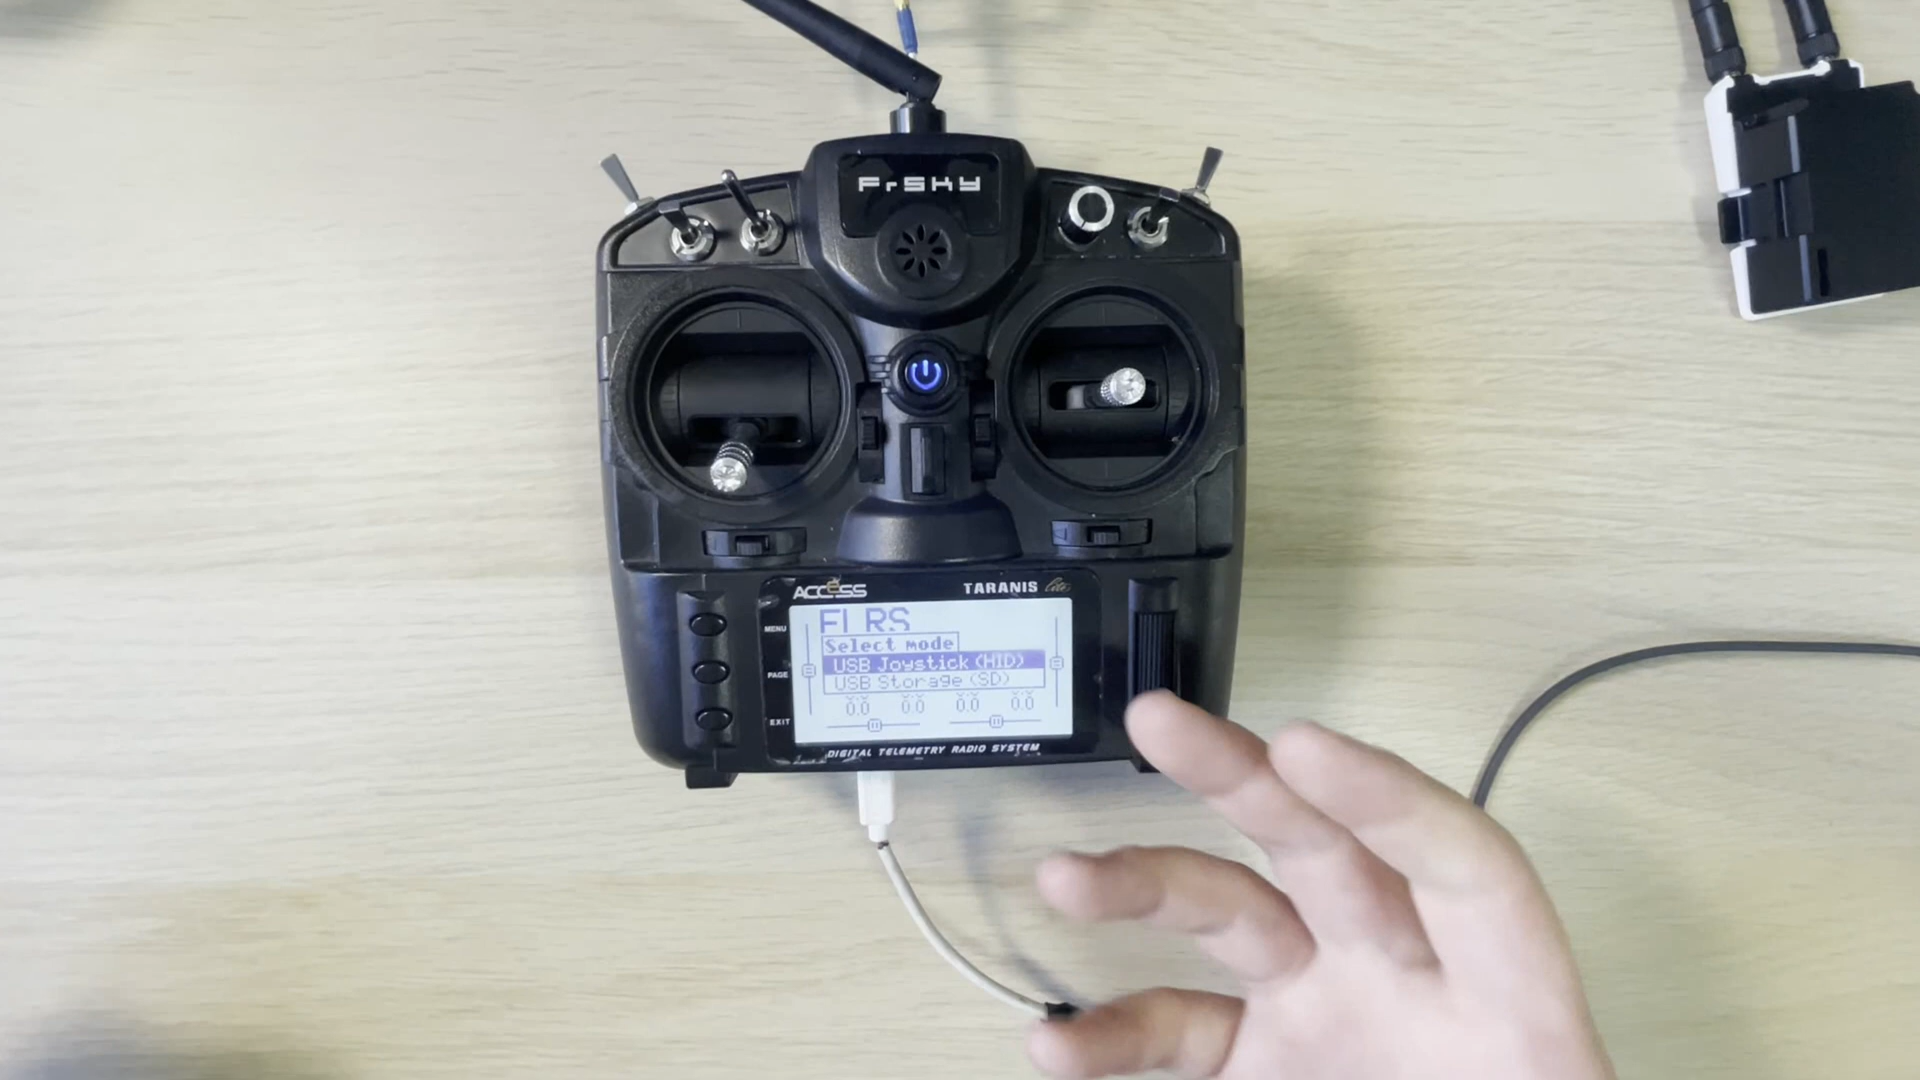 FrSKY
ACCESS
TARANIS lite
ELRS
Select mode
USB Joystick (HID)
USB Storage (SD)
0.0 0.0 0.0 0.0
MENU
PAGE
EXIT
DIGITAL TELEMETRY RADIO SYSTEM